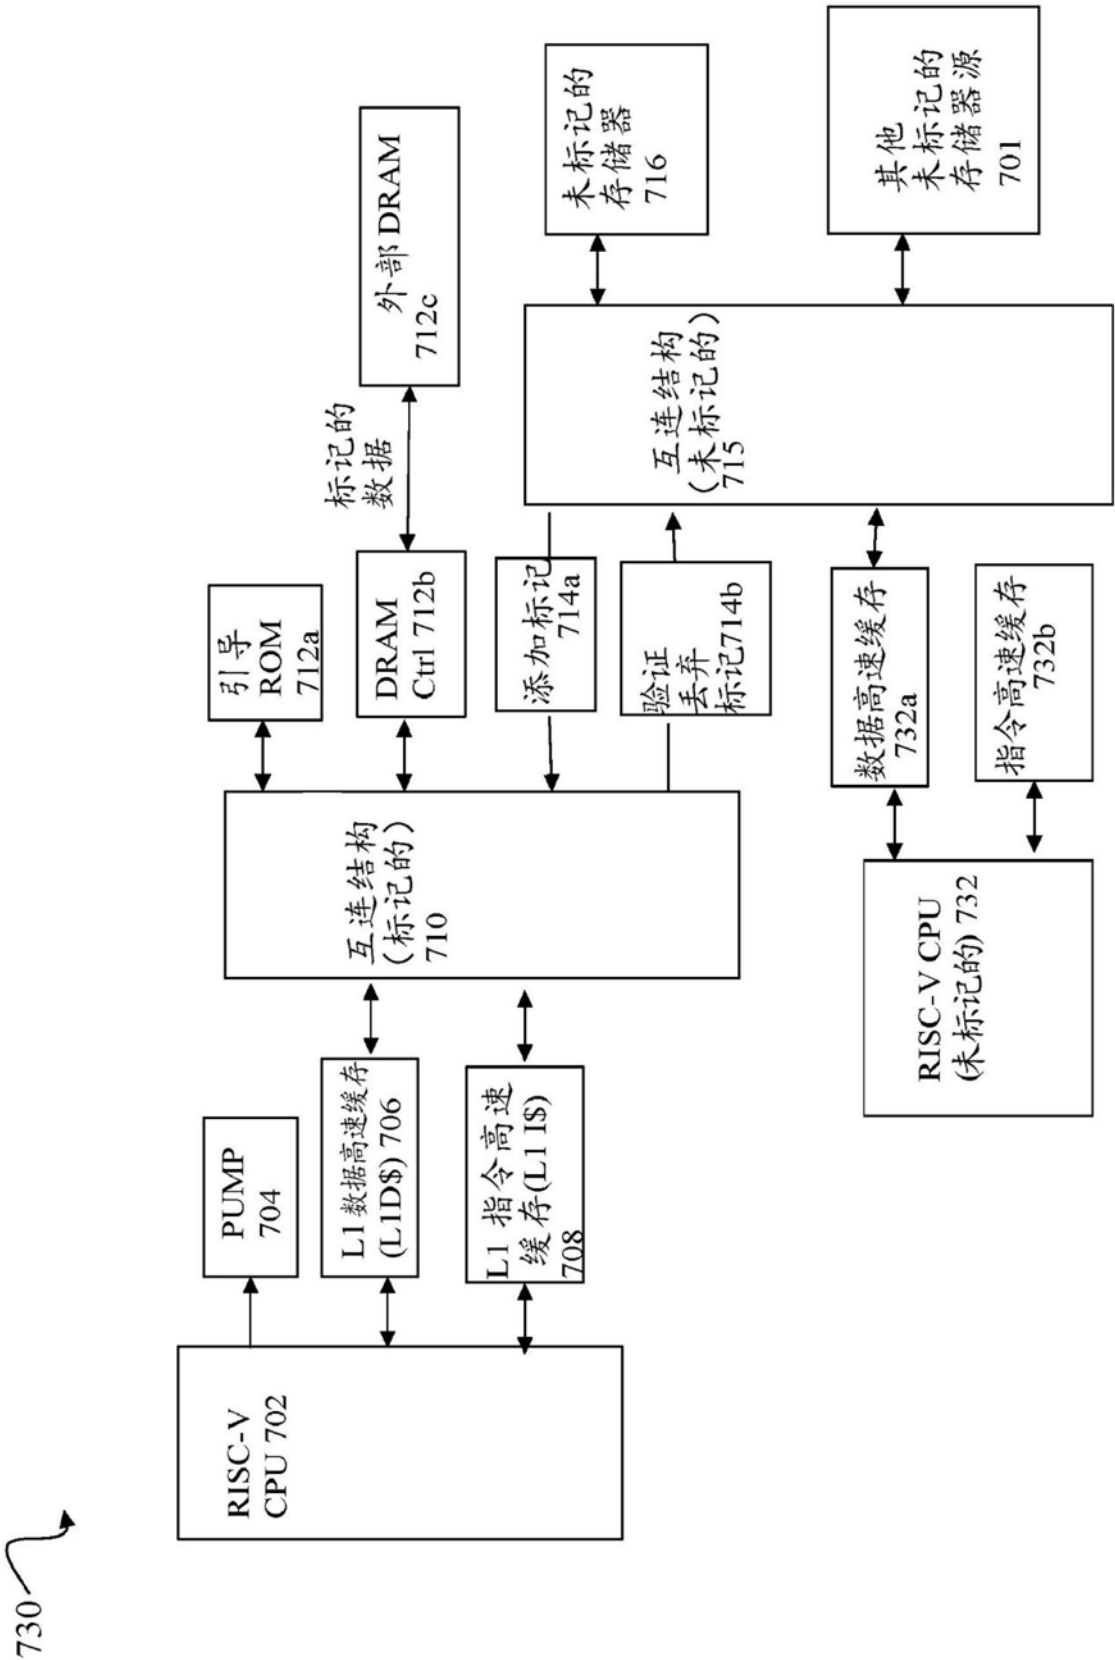 730
RISC-V
CPU 702
PUMP
704
L1 数据高速缓存
(L1D$) 706
L1 指令高速
缓存(L1 I$)
708
互连结构
(标记的)
710
引导
ROM
712a
DRAM
Ctrl 712b
标记的
数据
外部 DRAM
712c
添加标记
714a
验证
丢弃
标记714b
互连结构
(未标记的)
715
未标记的
存储器
716
其他
未标记的
存储器源
701
数据高速缓存
732a
指令高速缓存
732b
RISC-V CPU
(未标记的) 732